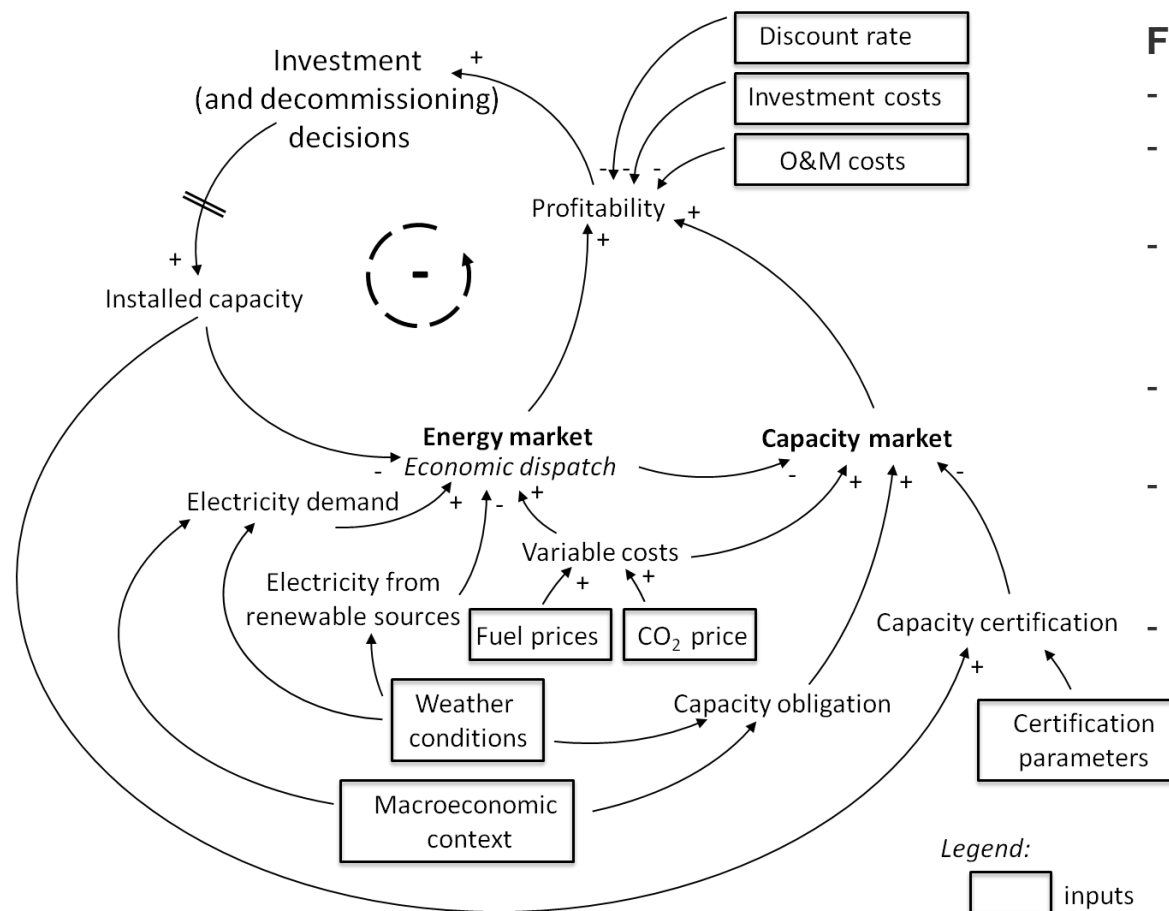 Discount rate
F
Investment
(and decommissioning)
decisions
+
-
Investment costs
-
O&M costs
- - -
Profitability
+
+
-
+
-
Installed capacity
-
Energy market
Economic dispatch
Capacity market
-
-
+
+
-
Electricity demand
+
-
+
-
Variable costs
+
+
Electricity from
renewable sources
Fuel prices
CO₂ price
Capacity certification
-
+
Weather
conditions
Capacity obligation
Certification
parameters
Macroeconomic
context
Legend:
inputs